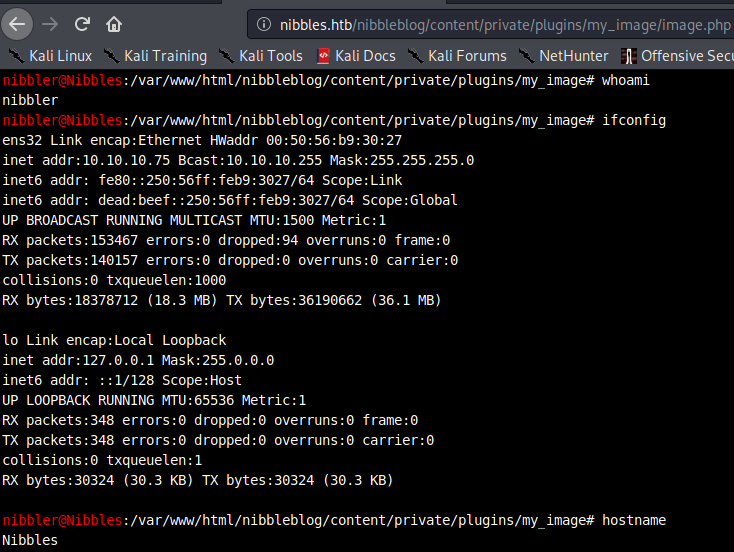 nibbles.htb/nibbleblog/content/private/plugins/my_image/image.php
Kali Linux Kali Training Kali Tools Kali Docs Kali Forums NetHunter Offensive Secu
nibbler@Nibbles:/var/www/html/nibbleblog/content/private/plugins/my_image# whoami
nibbler
nibbler@Nibbles:/var/www/html/nibbleblog/content/private/plugins/my_image# ifconfig
ens32 Link encap:Ethernet HWaddr 00:50:56:b9:30:27
inet addr:10.10.10.75 Bcast:10.10.10.255 Mask:255.255.255.0
inet6 addr: fe80::250:56ff:feb9:3027/64 Scope:Link
inet6 addr: dead:beef::250:56ff:feb9:3027/64 Scope:Global
UP BROADCAST RUNNING MULTICAST MTU:1500 Metric:1
RX packets:153467 errors:0 dropped:94 overruns:0 frame:0
TX packets:140157 errors:0 dropped:0 overruns:0 carrier:0
collisions:0 txqueuelen:1000
RX bytes:18378712 (18.3 MB) TX bytes:36190662 (36.1 MB)
lo Link encap:Local Loopback
inet addr:127.0.0.1 Mask:255.0.0.0
inet6 addr: ::1/128 Scope:Host
UP LOOPBACK RUNNING MTU:65536 Metric:1
RX packets:348 errors:0 dropped:0 overruns:0 frame:0
TX packets:348 errors:0 dropped:0 overruns:0 carrier:0
collisions:0 txqueuelen:1
RX bytes:30324 (30.3 KB) TX bytes:30324 (30.3 KB)
nibbler@Nibbles:/var/www/html/nibbleblog/content/private/plugins/my_image# hostname
Nibbles